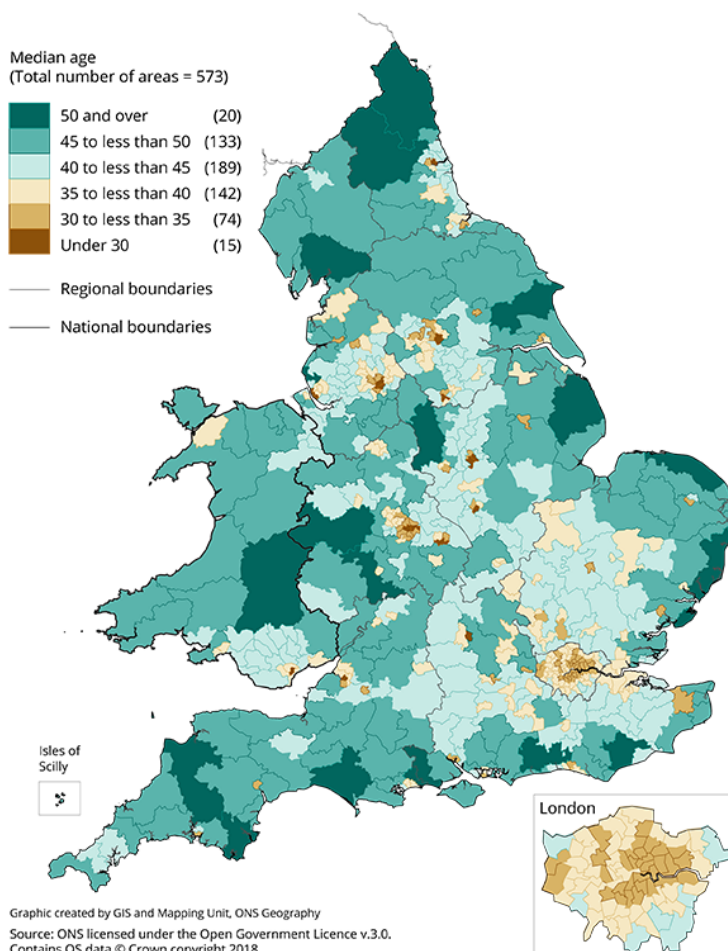 Median age
(Total number of areas = 573)
50 and over (20)
45 to less than 50 (133)
40 to less than 45 (189)
35 to less than 40 (142)
30 to less than 35 (74)
Under 30 (15)
Regional boundaries
National boundaries
Isles of
Scilly
London
Graphic created by GIS and Mapping Unit, ONS Geography
Source: ONS licensed under the Open Government Licence v.3.0.
Contains OS data © Crown copyright 2018